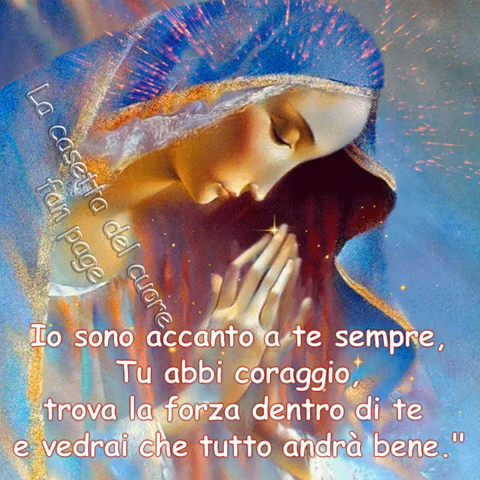 La casetta del cuore
fan page
Io sono accanto a te sempre,
Tu abbi coraggio,
trova la forza dentro di te
e vedrai che tutto andrà bene."